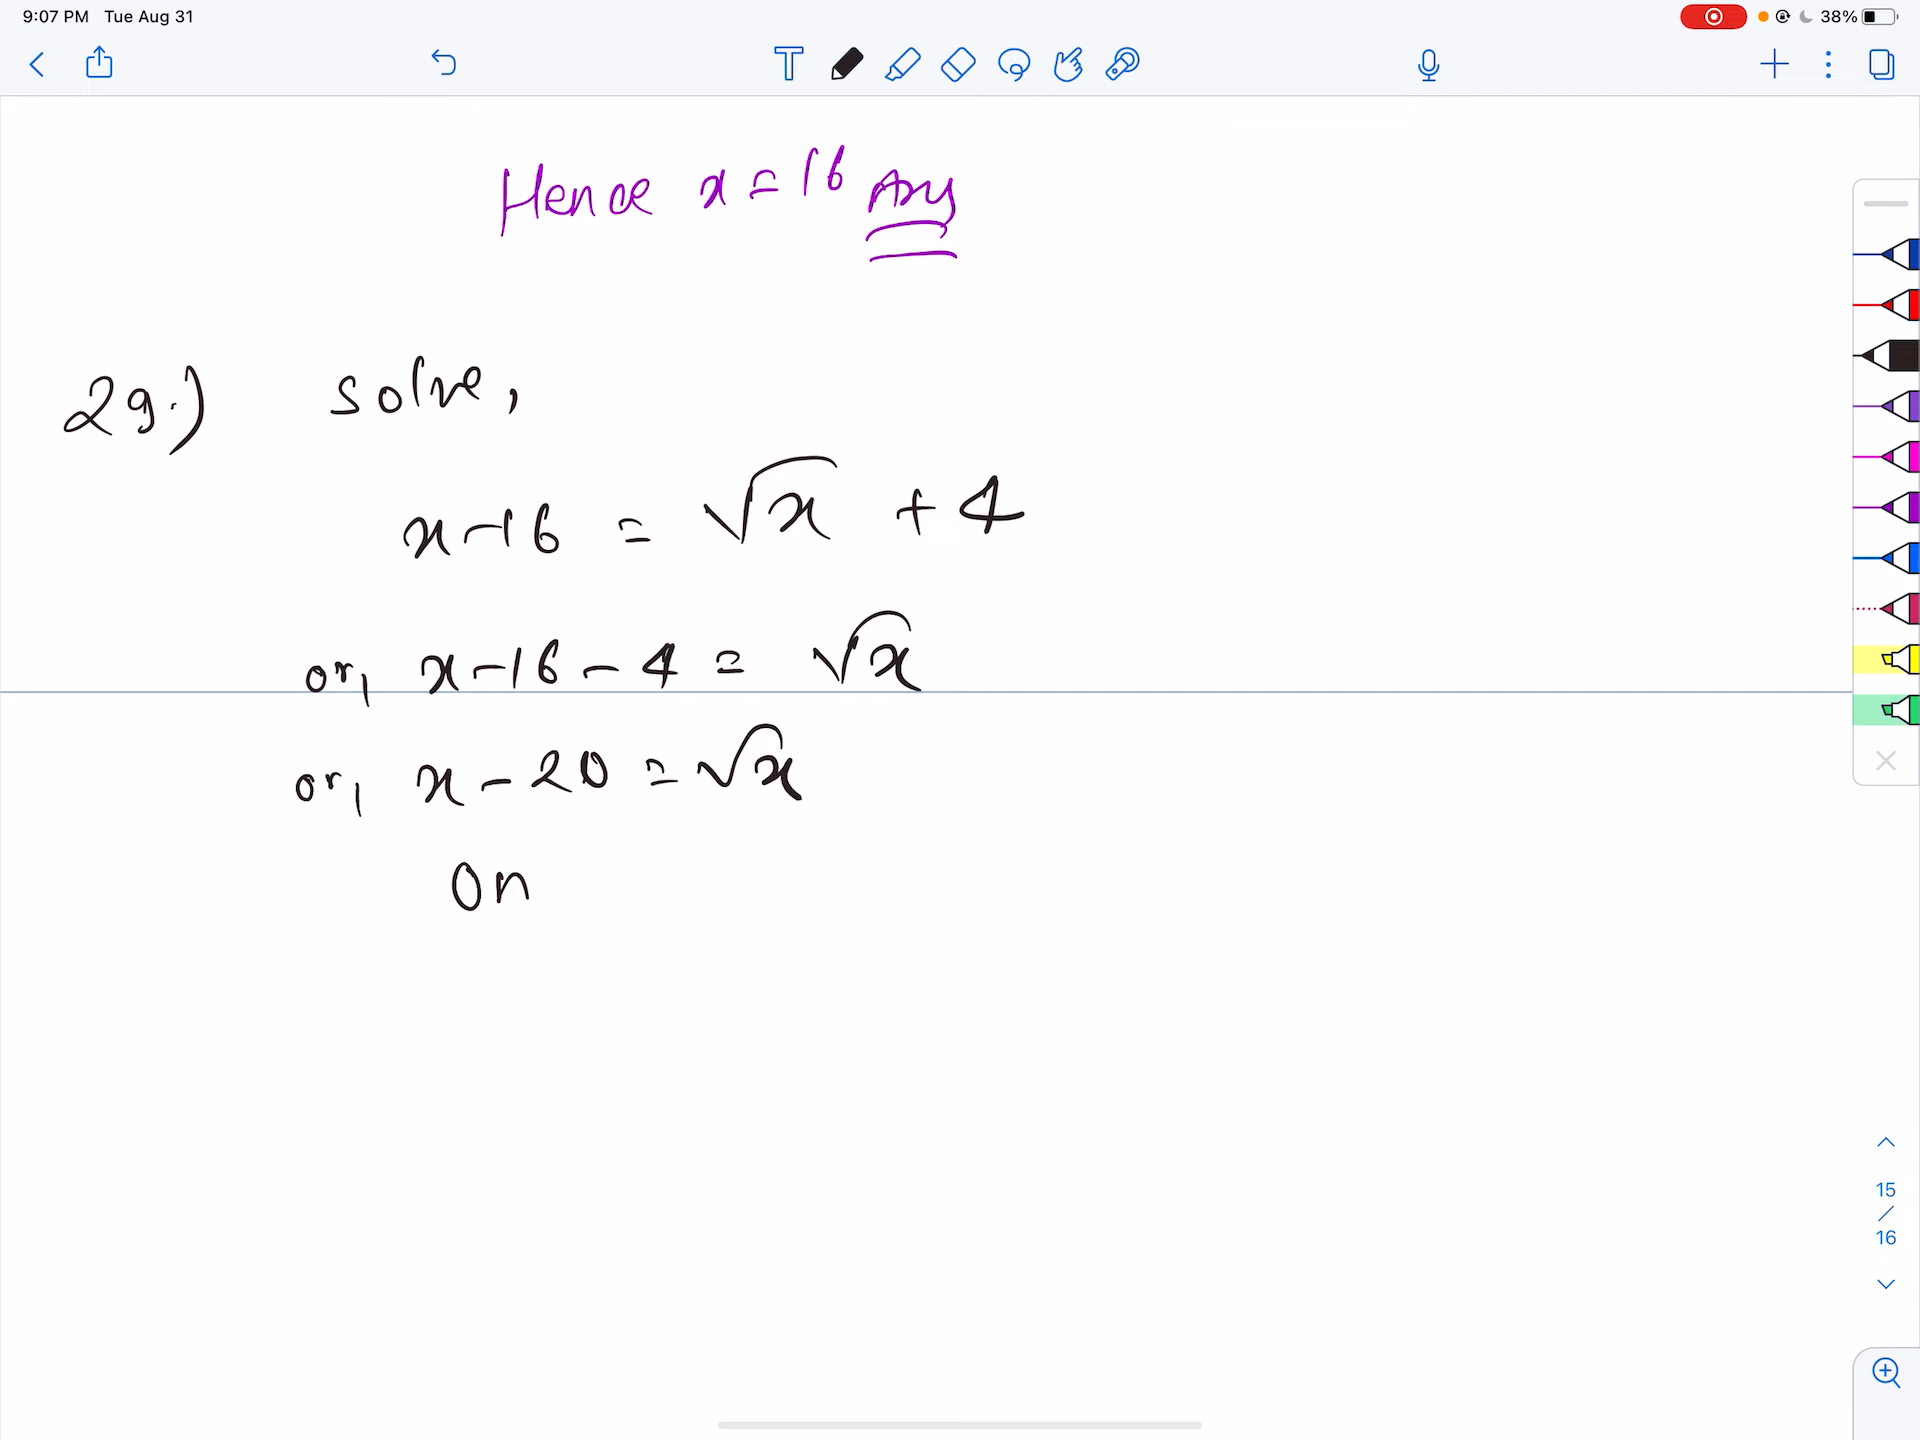 9:07 PM Tue Aug 31
38%
T
Hence x = 16 Ans
29.) solve,
x - 16 = √x + 4
or, x - 16 - 4 = √x
or, x - 20 = √x
On
15
/
16